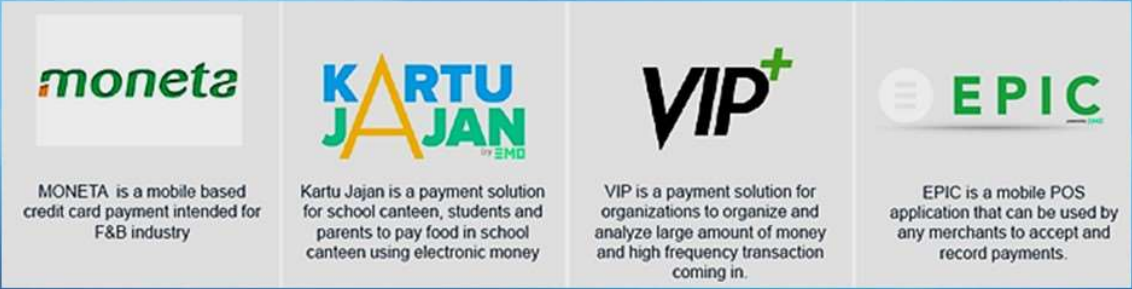 moneta
MONETA is a mobile based
credit card payment intended for
F&B industry
KARTU
JAJAN
by EMO
Kartu Jajan is a payment solution
for school canteen, students and
parents to pay food in school
canteen using electronic money
VIP+
VIP is a payment solution for
organizations to organize and
analyze large amount of money
and high frequency transaction
coming in.
EPIC
EPIC is a mobile POS
application that can be used by
any merchants to accept and
record payments.